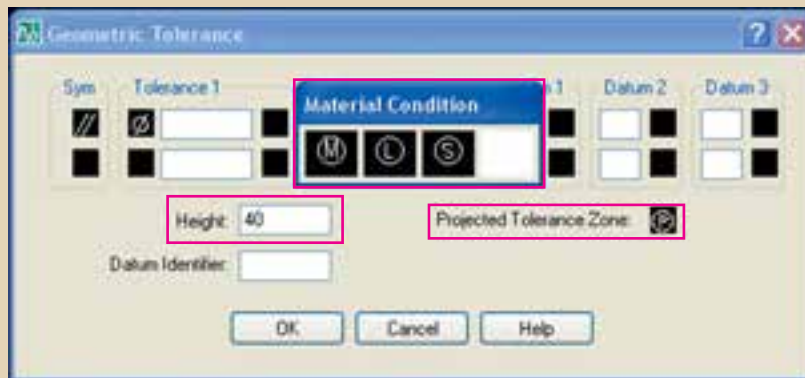 Geometric Tolerance
Sym Tolerance 1 1 Datum 2 Datum 3
Material Condition
// Ø
Ⓜ Ⓛ Ⓢ
Height: 40 Projected Tolerance Zone: Ⓟ
Datum Identifier:
OK Cancel Help